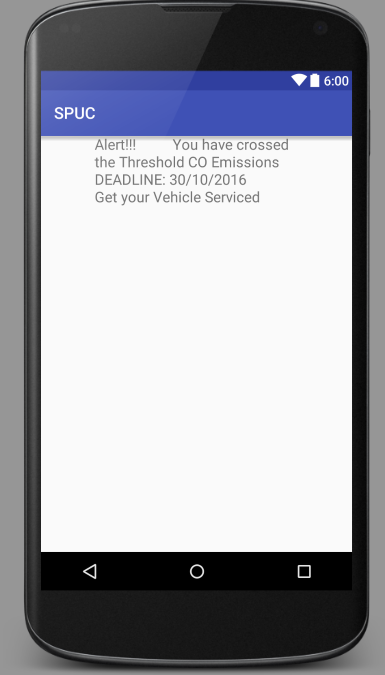 6:00
SPUC
Alert!!! You have crossed
the Threshold CO Emissions
DEADLINE: 30/10/2016
Get your Vehicle Serviced